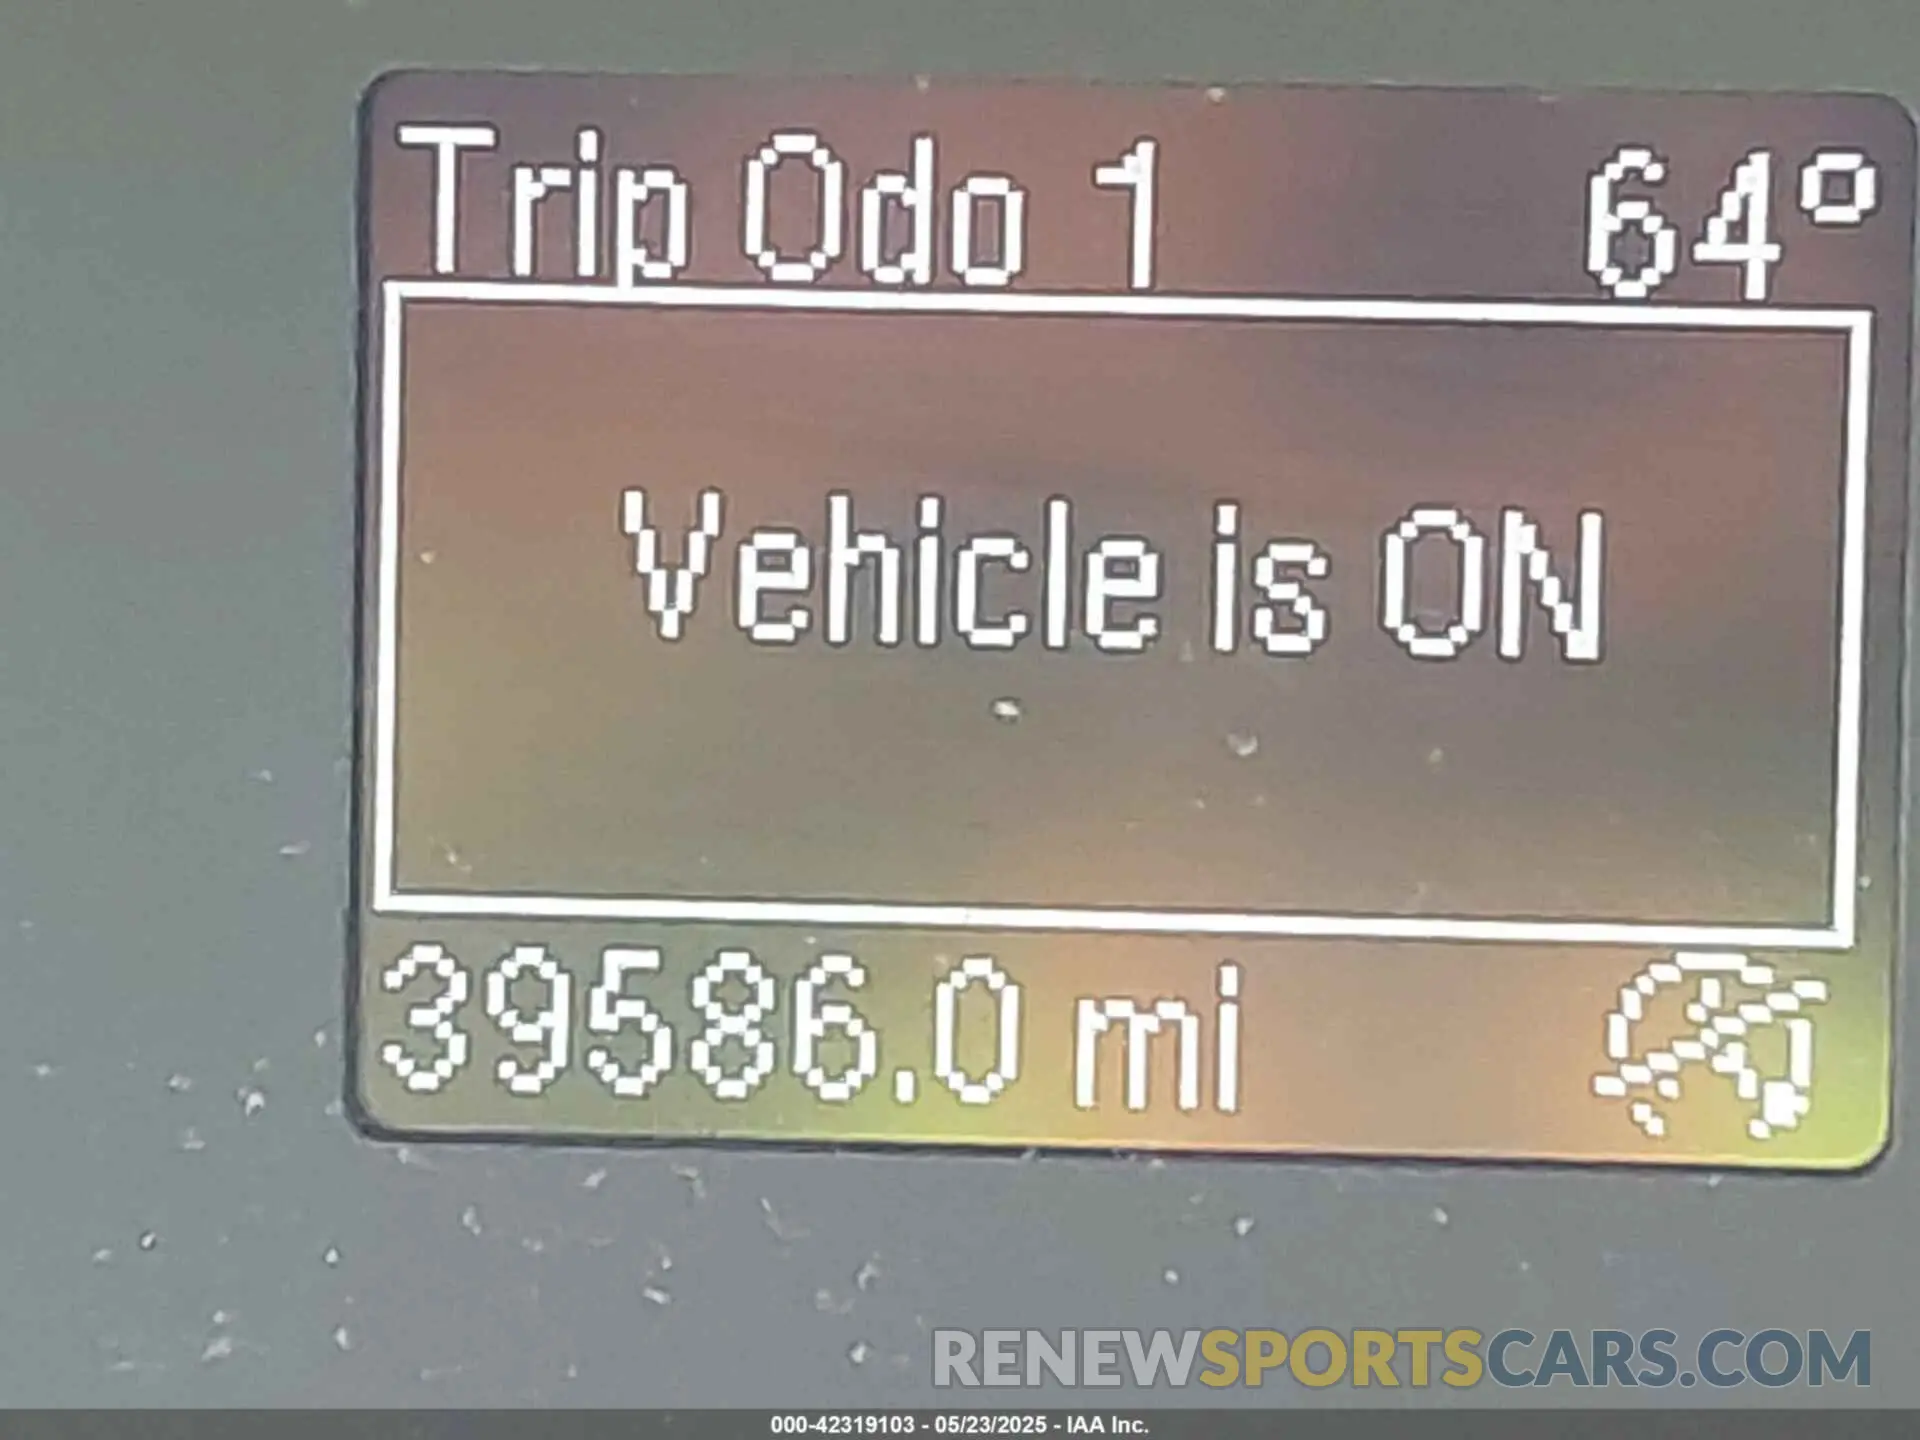 Trip Odo 1 64°
Vehicle is ON
39586.0 mi
RENEWSPORTSCARS.COM
000-42319103 - 05/23/2025 - IAA Inc.